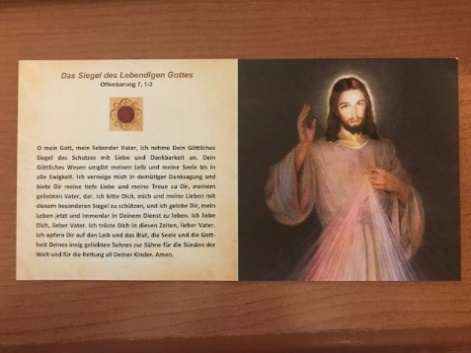 Das Siegel des Lebendigen Gottes
Offenbarung 7, 1-3
O mein Gott, mein liebender Vater, ich nehme Dein Göttliches
Siegel des Schutzes mit Liebe und Dankbarkeit an. Dein
Göttliches Wesen umgibt meinen Leib und meine Seele bis in
alle Ewigkeit. Ich verneige mich in demütiger Danksagung und
biete Dir meine tiefe Liebe und meine Treue zu Dir, meinem
geliebten Vater, dar. Ich bitte Dich, mich und meine Lieben mit
diesem besonderen Siegel zu schützen, und ich gelobe Dir, mein
Leben jetzt und immerdar in Deinem Dienst zu leben. Ich liebe
Dich, lieber Vater. Ich tröste Dich in diesen Zeiten, lieber Vater.
Ich opfere Dir auf den Leib und das Blut, die Seele und die Gott-
heit Deines innig geliebten Sohnes zur Sühne für die Sünden der
Welt und für die Rettung all Deiner Kinder. Amen.